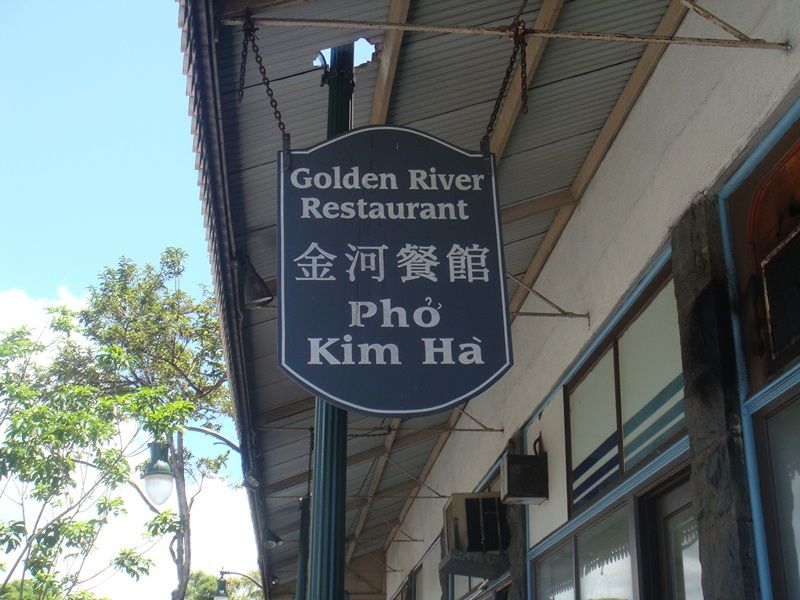 Golden River
Restaurant
金河餐館
Phở
Kim Hà